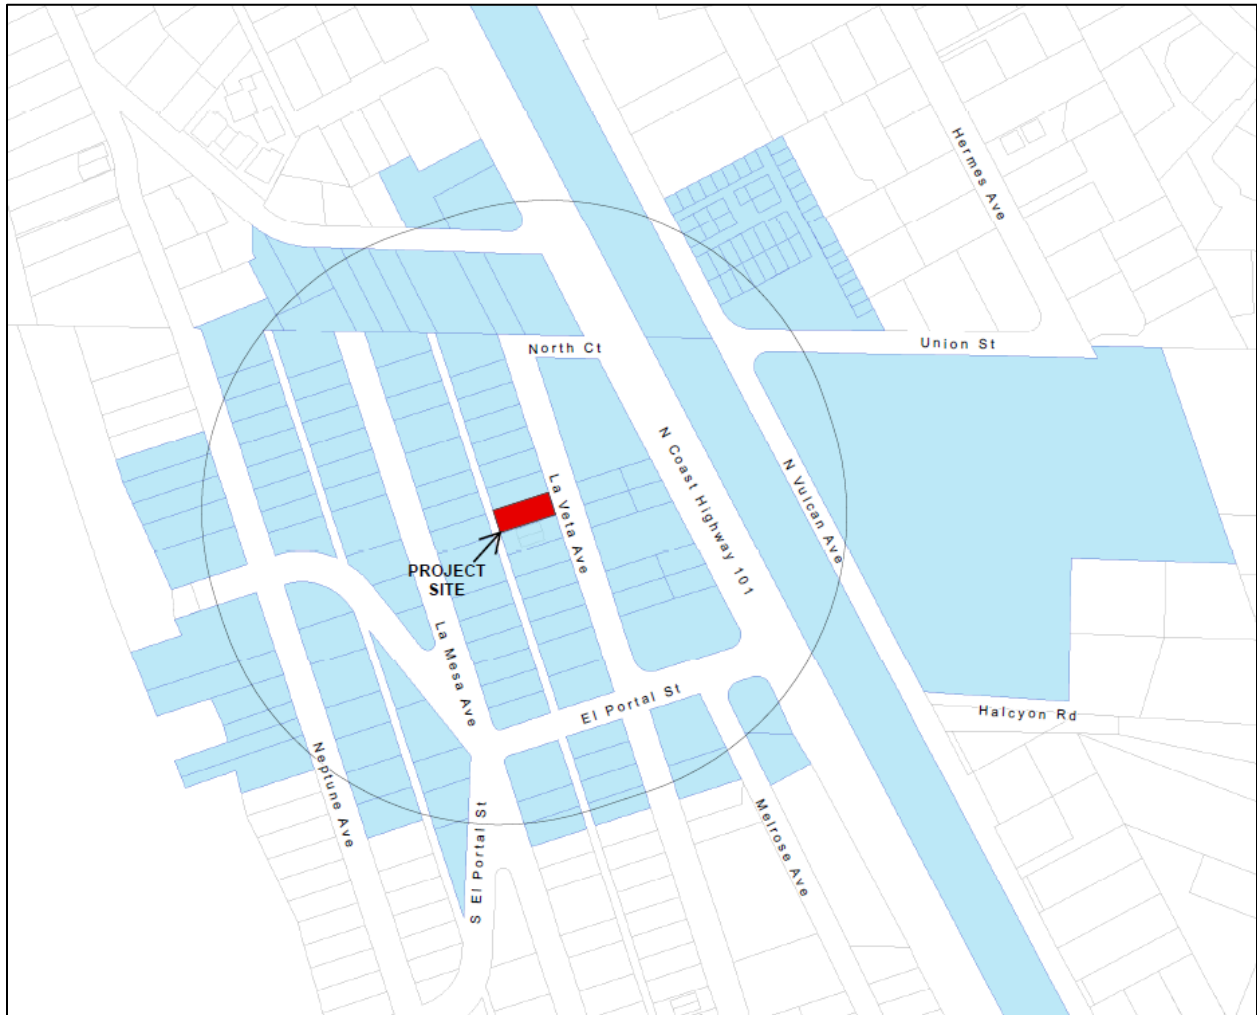 Hermes Ave
North Ct
Union St
N Coast Highway 101
N Vulcan Ave
La Veta Ave
PROJECT
SITE
La Mesa Ave
El Portal St
Halcyon Rd
Neptune Ave
S El Portal St
Melrose Ave